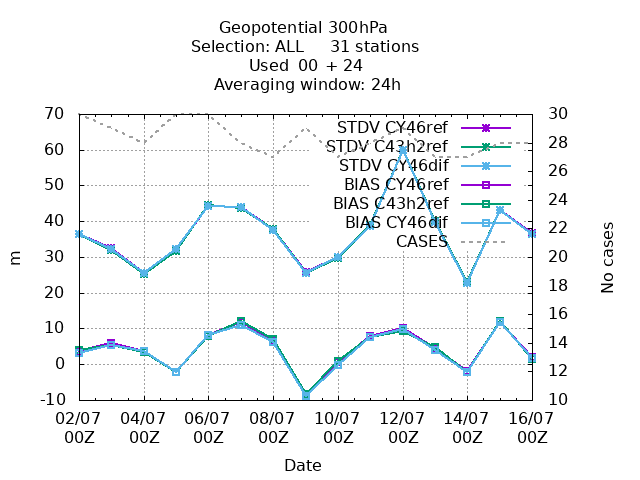 Geopotential 300hPa
Selection: ALL 31 stations
Used 00 + 24
Averaging window: 24h
STDV CY46ref
STDV C43h2ref
STDV CY46dif
BIAS CY46ref
BIAS C43h2ref
BIAS CY46dif
CASES
70
60
50
40
30
20
10
0
-10
m
30
28
26
24
22
20
18
16
14
12
10
No cases
02/07 04/07 06/07 08/07 10/07 12/07 14/07 16/07
00Z 00Z 00Z 00Z 00Z 00Z 00Z 00Z
Date